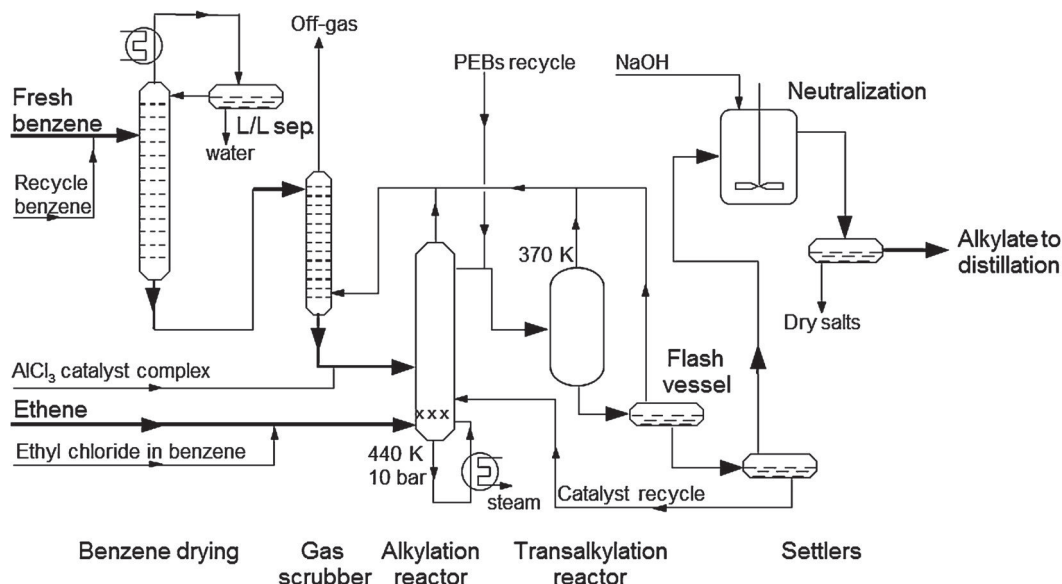 Off-gas
PEBs recycle
NaOH
Neutralization
Fresh
benzene
L/L sep.
water
Recycle
benzene
370 K
Alkylate to
distillation
Dry salts
Flash
vessel
AlCl₃ catalyst complex
Ethene
xxx
Ethyl chloride in benzene
440 K
10 bar
steam
Catalyst recycle
Benzene drying
Gas
scrubber
Alkylation
reactor
Transalkylation
reactor
Settlers